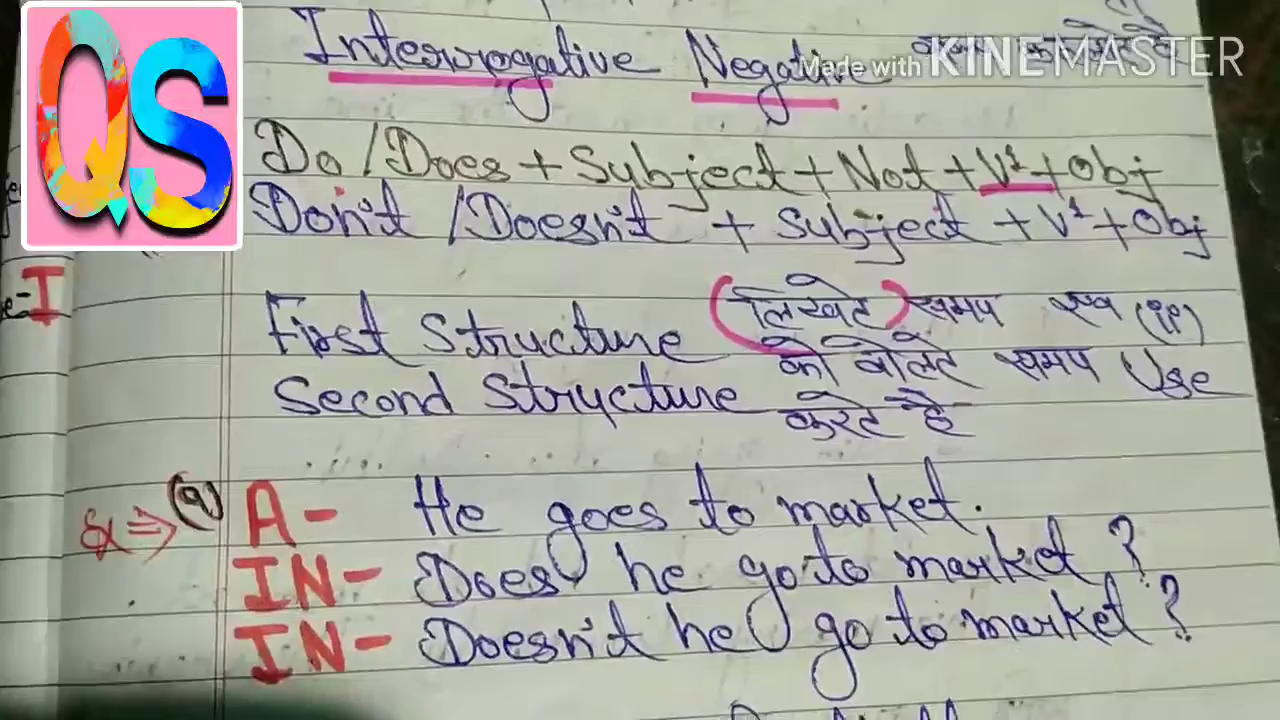 QS
Interrogative Negative
Made with KINEMASTER
Do/Does + Subject + Not + V¹ + Obj
Don't /Doesn't + Subject + V¹ + Obj
I
First Structure (लिखते) समय एव (११)
को बोलते समय Use
Second Structure करते है
Ex ⇒ (१) A - He goes to market.
IN - Does he go to market ?
IN - Doesn't he go to market ?